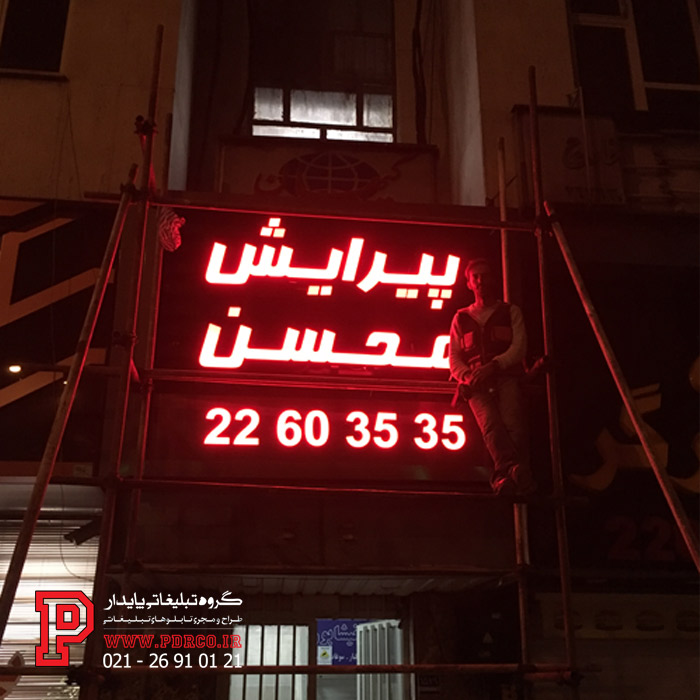 پیرایش
محسن
22 60 35 35
220
گروه تبلیغاتی پایدار
طراح و مجری تابلوهای تبلیغاتی
WWW.PDRCO.IR
021 - 26 91 01 21
P